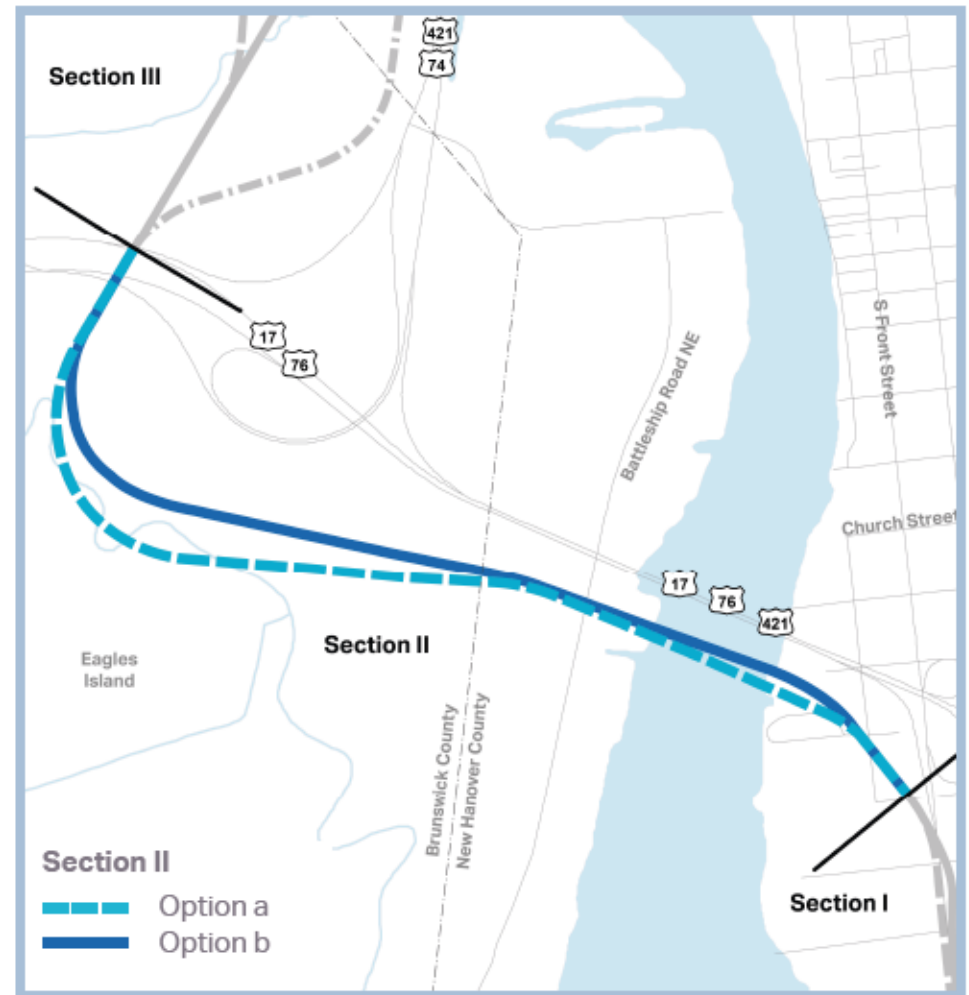 421
74
Section III
17
76
S Front Street
Battleship Road NE
Church Street
17
76
421
Section II
Eagles
Island
Brunswick County
New Hanover County
Section II
Option a
Option b
Section I